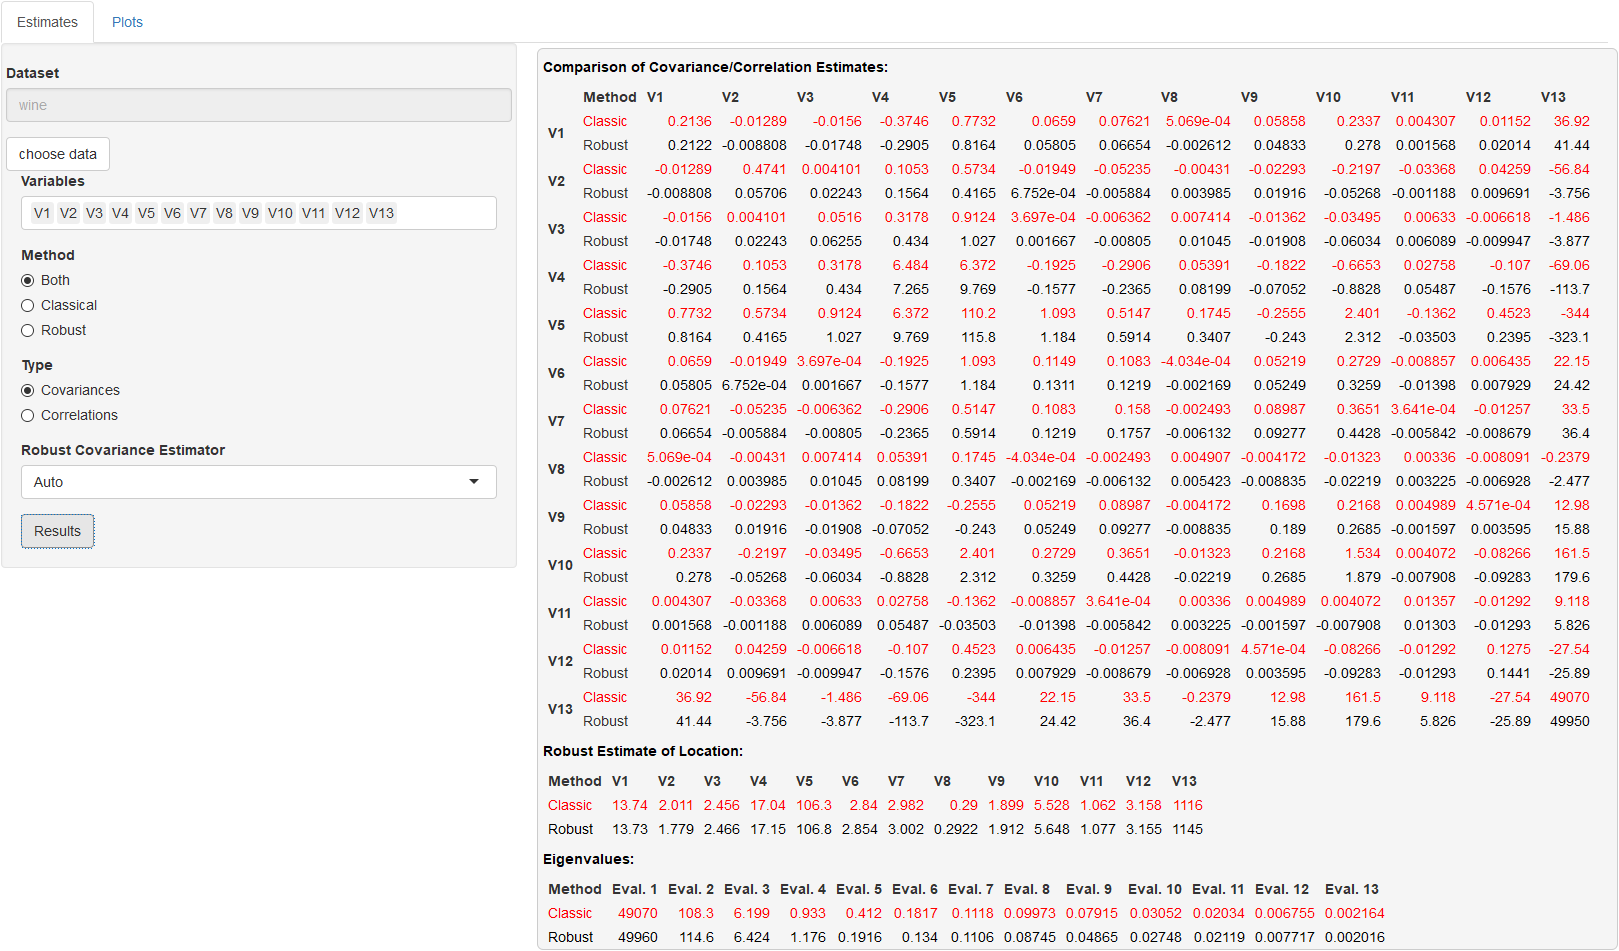 Estimates Plots
Dataset
wine
choose data
Variables
V1 V2 V3 V4 V5 V6 V7 V8 V9 V10 V11 V12 V13
Method
Both
Classical
Robust
Type
Covariances
Correlations
Robust Covariance Estimator
Auto
Results
Comparison of Covariance/Correlation Estimates:
Method V1 V2 V3 V4 V5 V6 V7 V8 V9 V10 V11 V12 V13
V1
Classic 0.2136 -0.01289 -0.0156 -0.3746 0.7732 0.0659 0.07621 5.069e-04 0.05858 0.2337 0.004307 0.01152 36.92
Robust 0.2122 -0.008808 -0.01748 -0.2905 0.8164 0.05805 0.06654 -0.002612 0.04833 0.278 0.001568 0.02014 41.44
V2
Classic -0.01289 0.4741 0.004101 0.1053 0.5734 -0.01949 -0.05235 -0.00431 -0.02293 -0.2197 -0.03368 0.04259 -56.84
Robust -0.008808 0.05706 0.02243 0.1564 0.4165 6.752e-04 -0.005884 0.003985 0.01916 -0.05268 -0.001188 0.009691 -3.756
V3
Classic -0.0156 0.004101 0.0516 0.3178 0.9124 3.697e-04 -0.006362 0.007414 -0.01362 -0.03495 0.00633 -0.006618 -1.486
Robust -0.01748 0.02243 0.06255 0.434 1.027 0.001667 -0.00805 0.01045 -0.01908 -0.06034 0.006089 -0.009947 -3.877
V4
Classic -0.3746 0.1053 0.3178 6.484 6.372 -0.1925 -0.2906 0.05391 -0.1822 -0.6653 0.02758 -0.107 -69.06
Robust -0.2905 0.1564 0.434 7.265 9.769 -0.1577 -0.2365 0.08199 -0.07052 -0.8828 0.05487 -0.1576 -113.7
V5
Classic 0.7732 0.5734 0.9124 6.372 110.2 1.093 0.5147 0.1745 -0.2555 2.401 -0.1362 0.4523 -344
Robust 0.8164 0.4165 1.027 9.769 115.8 1.184 0.5914 0.3407 -0.243 2.312 -0.03503 0.2395 -323.1
V6
Classic 0.0659 -0.01949 3.697e-04 -0.1925 1.093 0.1149 0.1083 -4.034e-04 0.05219 0.2729 -0.008857 0.006435 22.15
Robust 0.05805 6.752e-04 0.001667 -0.1577 1.184 0.1311 0.1219 -0.002169 0.05249 0.3259 -0.01398 0.007929 24.42
V7
Classic 0.07621 -0.05235 -0.006362 -0.2906 0.5147 0.1083 0.158 -0.002493 0.08987 0.3651 3.641e-04 -0.01257 33.5
Robust 0.06654 -0.005884 -0.00805 -0.2365 0.5914 0.1219 0.1757 -0.006132 0.09277 0.4428 -0.005842 -0.008679 36.4
V8
Classic 5.069e-04 -0.00431 0.007414 0.05391 0.1745 -4.034e-04 -0.002493 0.004907 -0.004172 -0.01323 0.00336 -0.008091 -0.2379
Robust -0.002612 0.003985 0.01045 0.08199 0.3407 -0.002169 -0.006132 0.005423 -0.008835 -0.02219 0.003225 -0.006928 -2.477
V9
Classic 0.05858 -0.02293 -0.01362 -0.1822 -0.2555 0.05219 0.08987 -0.004172 0.1698 0.2168 0.004989 4.571e-04 12.98
Robust 0.04833 0.01916 -0.01908 -0.07052 -0.243 0.05249 0.09277 -0.008835 0.189 0.2685 -0.001597 0.003595 15.88
V10
Classic 0.2337 -0.2197 -0.03495 -0.6653 2.401 0.2729 0.3651 -0.01323 0.2168 1.534 0.004072 -0.08266 161.5
Robust 0.278 -0.05268 -0.06034 -0.8828 2.312 0.3259 0.4428 -0.02219 0.2685 1.879 -0.007908 -0.09283 179.6
V11
Classic 0.004307 -0.03368 0.00633 0.02758 -0.1362 -0.008857 3.641e-04 0.00336 0.004989 0.004072 0.01357 -0.01292 9.118
Robust 0.001568 -0.001188 0.006089 0.05487 -0.03503 -0.01398 -0.005842 0.003225 -0.001597 -0.007908 0.01303 -0.01293 5.826
V12
Classic 0.01152 0.04259 -0.006618 -0.107 0.4523 0.006435 -0.01257 -0.008091 4.571e-04 -0.08266 -0.01292 0.1275 -27.54
Robust 0.02014 0.009691 -0.009947 -0.1576 0.2395 0.007929 -0.008679 -0.006928 0.003595 -0.09283 -0.01293 0.1441 -25.89
V13
Classic 36.92 -56.84 -1.486 -69.06 -344 22.15 33.5 -0.2379 12.98 161.5 9.118 -27.54 49070
Robust 41.44 -3.756 -3.877 -113.7 -323.1 24.42 36.4 -2.477 15.88 179.6 5.826 -25.89 49950
Robust Estimate of Location:
Method V1 V2 V3 V4 V5 V6 V7 V8 V9 V10 V11 V12 V13
Classic 13.74 2.011 2.456 17.04 106.3 2.84 2.982 0.29 1.899 5.528 1.062 3.158 1116
Robust 13.73 1.779 2.466 17.15 106.8 2.854 3.002 0.2922 1.912 5.648 1.077 3.155 1145
Eigenvalues:
Method Eval. 1 Eval. 2 Eval. 3 Eval. 4 Eval. 5 Eval. 6 Eval. 7 Eval. 8 Eval. 9 Eval. 10 Eval. 11 Eval. 12 Eval. 13
Classic 49070 108.3 6.199 0.933 0.412 0.1817 0.1118 0.09973 0.07915 0.03052 0.02034 0.006755 0.002164
Robust 49960 114.6 6.424 1.176 0.1916 0.134 0.1106 0.08745 0.04865 0.02748 0.02119 0.007717 0.002016